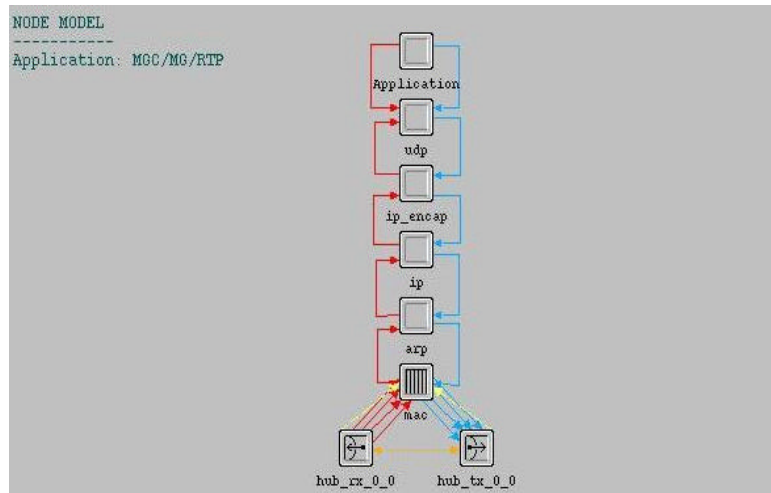 NODE MODEL
-----------
Application: MGC/MG/RTP
Application
udp
ip_encap
ip
arp
mac
hub_rx_0_0
hub_tx_0_0